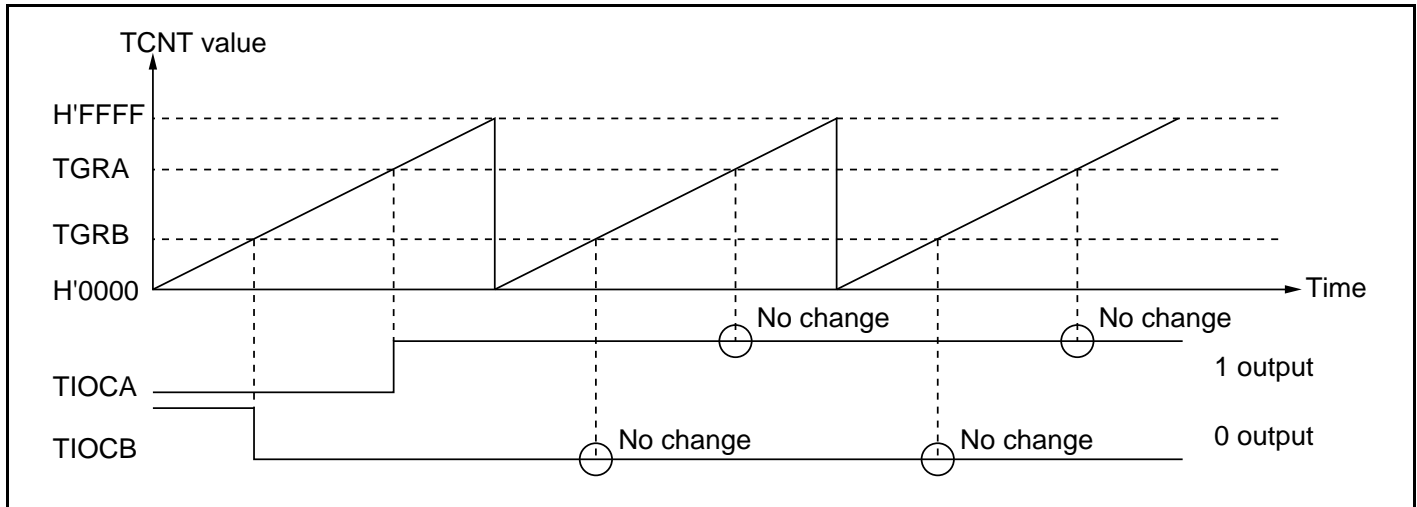 TCNT value
H'FFFF
TGRA
TGRB
H'0000
Time
No change
No change
1 output
TIOCA
No change
No change
0 output
TIOCB